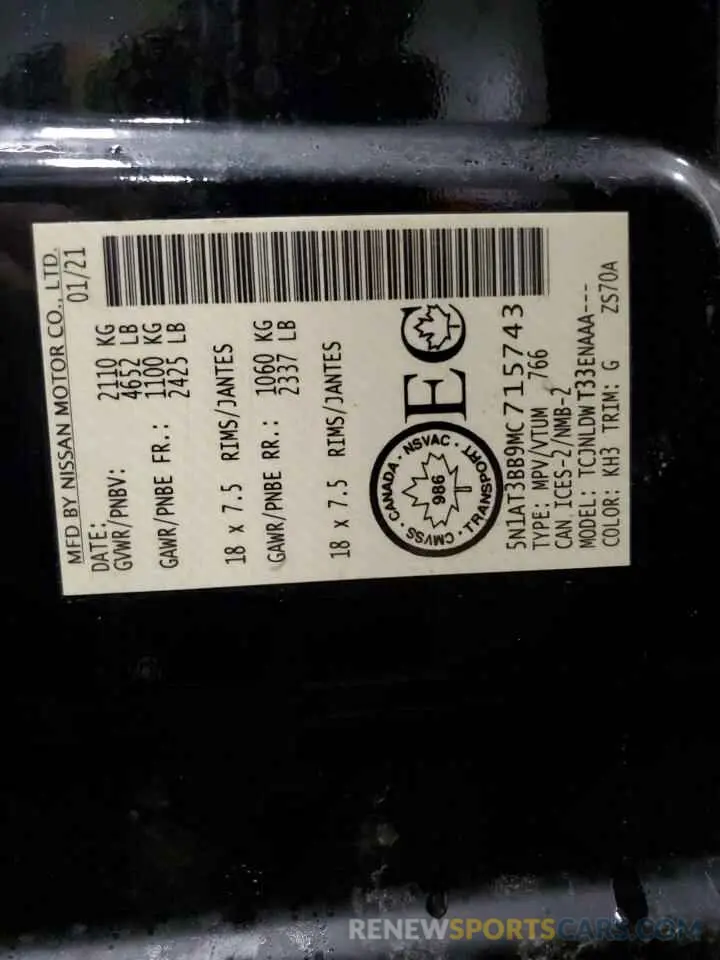 MFD BY NISSAN MOTOR CO., LTD.
DATE: 01/21
GVWR/PNBV: 2110 KG
4652 LB
GAWR/PNBE FR.: 1100 KG
2425 LB
18 x 7.5 RIMS/JANTES
GAWR/PNBE RR.: 1060 KG
2337 LB
18 x 7.5 RIMS/JANTES
CANADA · NSVAC · TRANSPORT · CMVSS ·
986
EC
5N1AT3BB9MC715743
TYPE: MPV/VTUM 766
CAN ICES-2/NMB-2
MODEL: TCJNLDWT33ENAAA---
COLOR: KH3 TRIM: G ZS70A
RENEWSPORTSCARS.COM